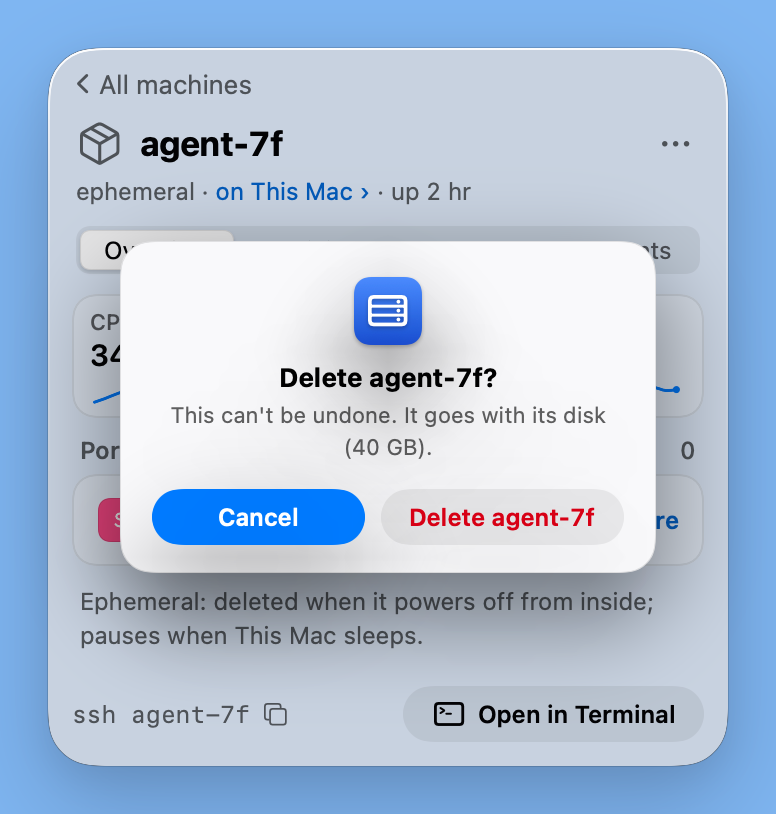 All machines
agent-7f
ephemeral · on This Mac › · up 2 hr
Delete agent-7f?
This can't be undone. It goes with its disk
(40 GB).
Cancel
Delete agent-7f
0
Ephemeral: deleted when it powers off from inside;
pauses when This Mac sleeps.
ssh agent-7f
Open in Terminal